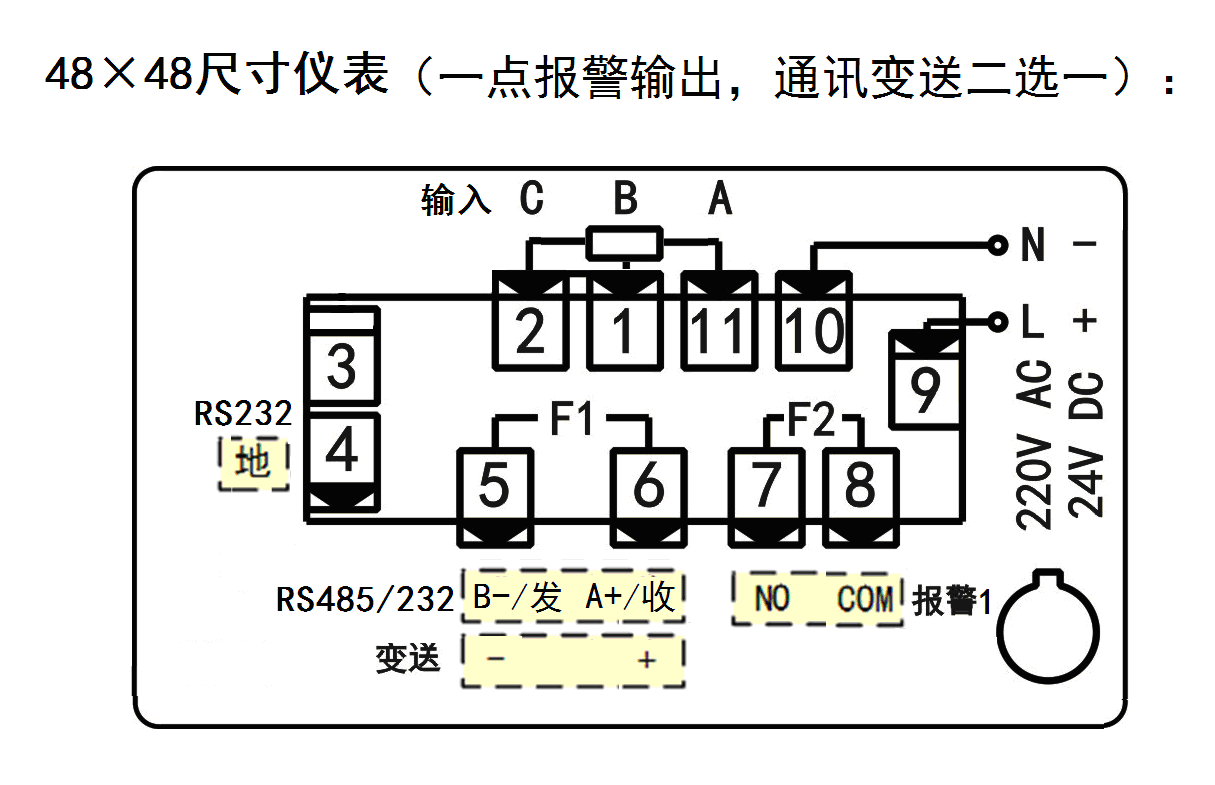 48×48尺寸仪表（一点报警输出，通讯变送二选一）：
输入 C B A
N －
2 1 11 10
L +
3
9
220V AC
24V DC
RS232
地
4
F1 F2
5 6 7 8
RS485/232 B-/发 A+/收
NO COM 报警1
变送 － +